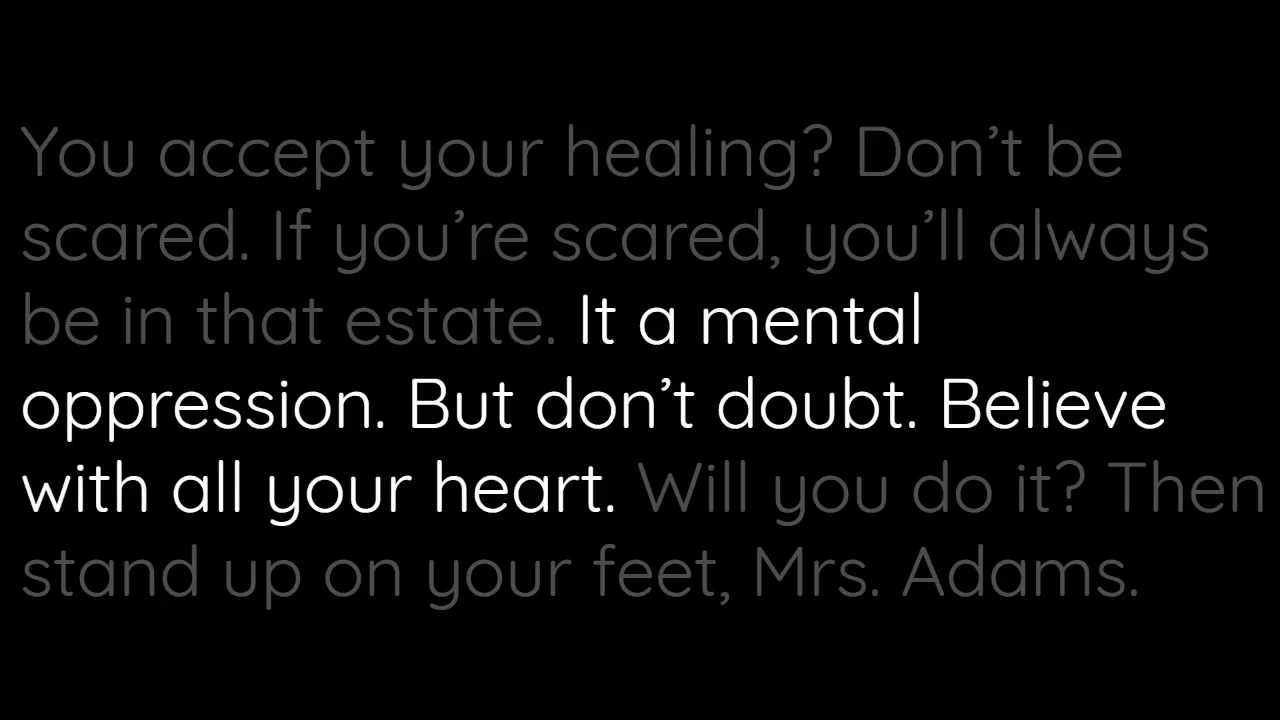 You accept your healing? Don’t be
scared. If you’re scared, you’ll always
be in that estate. It a mental
oppression. But don’t doubt. Believe
with all your heart. Will you do it? Then
stand up on your feet, Mrs. Adams.